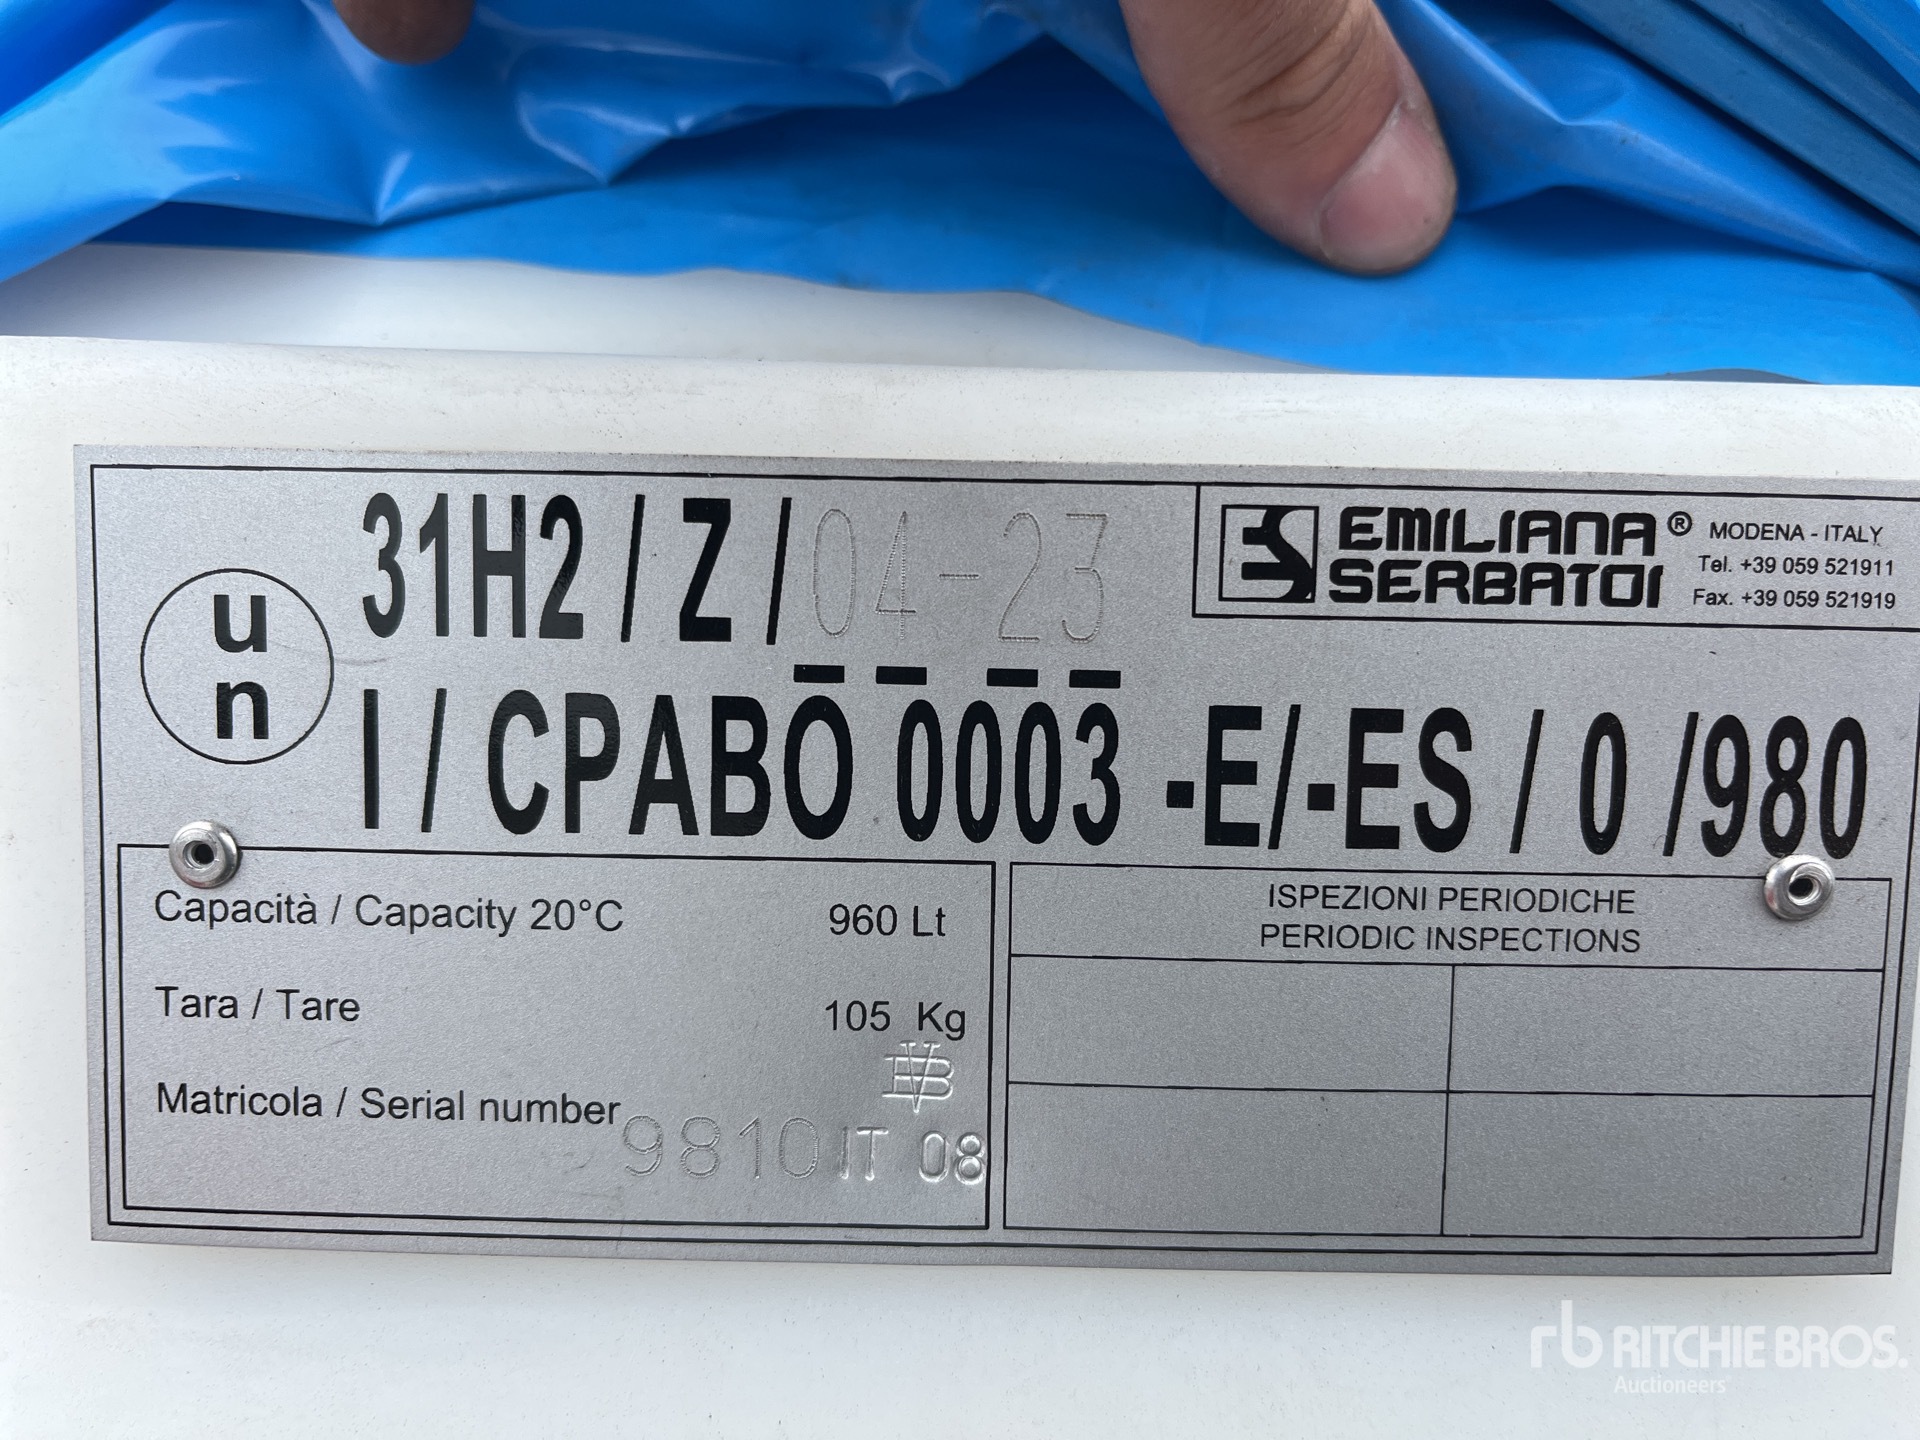 un
31H2 / Z / 04-23
I / CPABO 0003 -E/-ES / 0 /980
EMILIANA® SERBATOI
MODENA - ITALY
Tel. +39 059 521911
Fax. +39 059 521919
Capacità / Capacity 20°C 960 Lt
Tara / Tare 105 Kg
Matricola / Serial number 9810 IT 08
ISPEZIONI PERIODICHE
PERIODIC INSPECTIONS
rb RITCHIE BROS.
Auctioneers